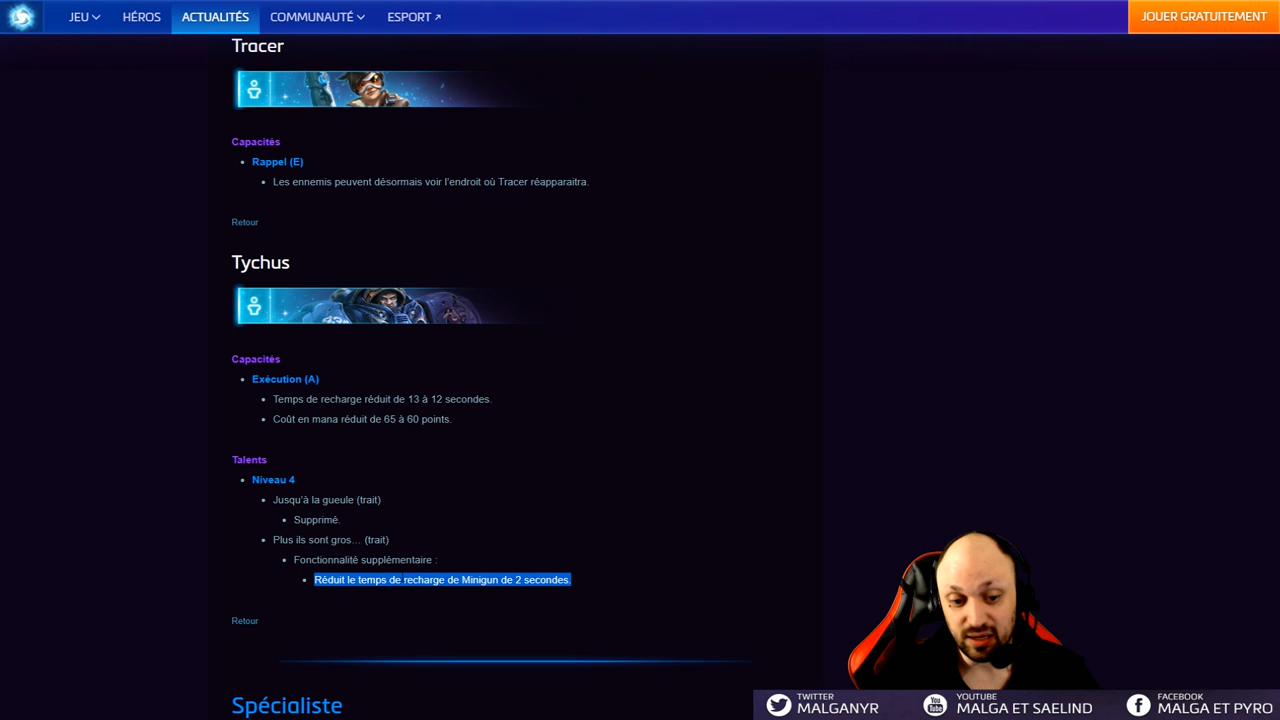 JEU HÉROS ACTUALITÉS COMMUNAUTÉ ESPORT JOUER GRATUITEMENT
Tracer
Capacités
Rappel (E)
Les ennemis peuvent désormais voir l'endroit où Tracer réapparaitra.
Retour
Tychus
Capacités
Exécution (A)
Temps de recharge réduit de 13 à 12 secondes.
Coût en mana réduit de 65 à 60 points.
Talents
Niveau 4
Jusqu'à la gueule (trait)
Supprimé.
Plus ils sont gros... (trait)
Fonctionnalité supplémentaire :
Réduit le temps de recharge de Minigun de 2 secondes.
Retour
Spécialiste
TWITTER
MALGANYR
YOUTUBE
MALGA ET SAELIND
FACEBOOK
MALGA ET PYRO